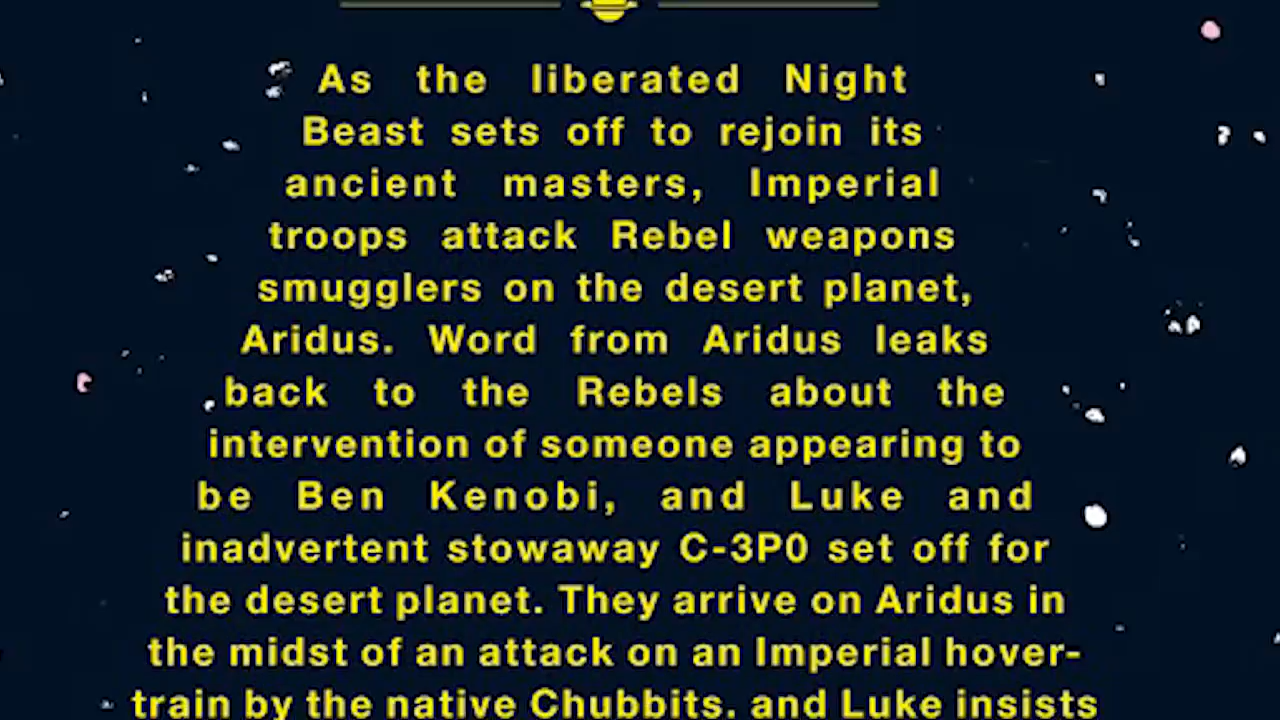 As the liberated Night
Beast sets off to rejoin its
ancient masters, Imperial
troops attack Rebel weapons
smugglers on the desert planet,
Aridus. Word from Aridus leaks
back to the Rebels about the
intervention of someone appearing to
be Ben Kenobi, and Luke and
inadvertent stowaway C-3P0 set off for
the desert planet. They arrive on Aridus in
the midst of an attack on an Imperial hover-
train by the native Chubbits. and Luke insists